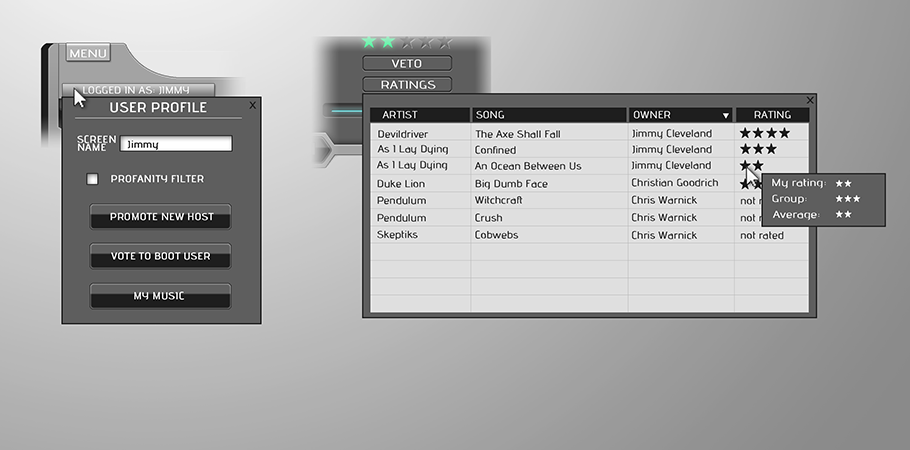 MENU
LOGGED IN AS: JIMMY
USER PROFILE X
SCREEN NAME Jimmy
PROFANITY FILTER
PROMOTE NEW HOST
VOTE TO BOOT USER
MY MUSIC
VETO
RATINGS
X
ARTIST SONG OWNER RATING
Devildriver The Axe Shall Fall Jimmy Cleveland
As I Lay Dying Confined Jimmy Cleveland
As I Lay Dying An Ocean Between Us Jimmy Cleveland
Duke Lion Big Dumb Face Christian Goodrich
Pendulum Witchcraft Chris Warnick not
Pendulum Crush Chris Warnick not
Skeptiks Cobwebs Chris Warnick not rated
My rating:
Group:
Average: